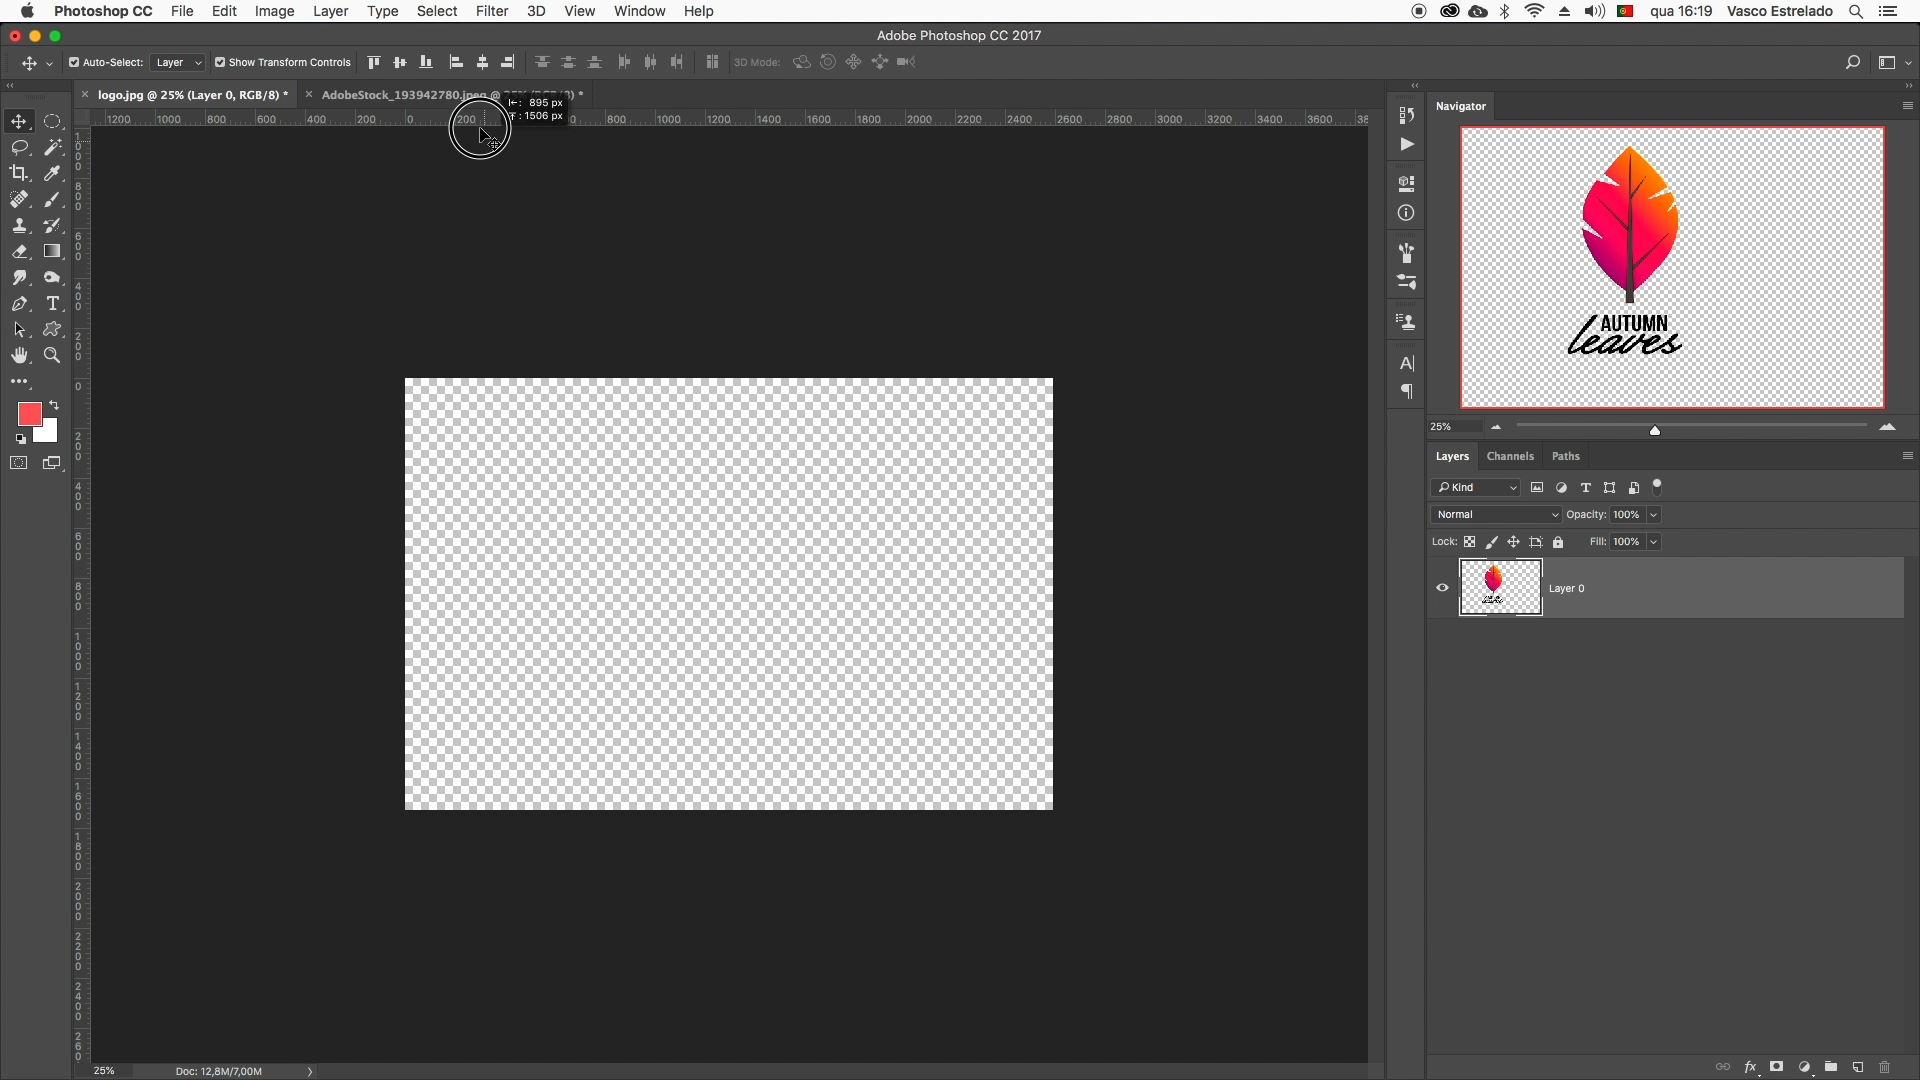 Photoshop CC File Edit Image Layer Type Select Filter 3D View Window Help qua 16:19 Vasco Estrelado
Adobe Photoshop CC 2017
Auto-Select: Layer Show Transform Controls 3D Mode:
logo.jpg @ 25% (Layer 0, RGB/8) * AdobeStock_193942780.jpeg @ *
895 px
1506 px
1200 1000 800 600 400 200 0 200 800 1000 1200 1400 1600 1800 2000 2200 2400 2600 2800 3000 3200 3400 3600
Navigator
AUTUMN
leaves
25%
Layers Channels Paths
Kind
Normal Opacity: 100%
Lock: Fill: 100%
Layer 0
25% Doc: 12,8M/7,00M